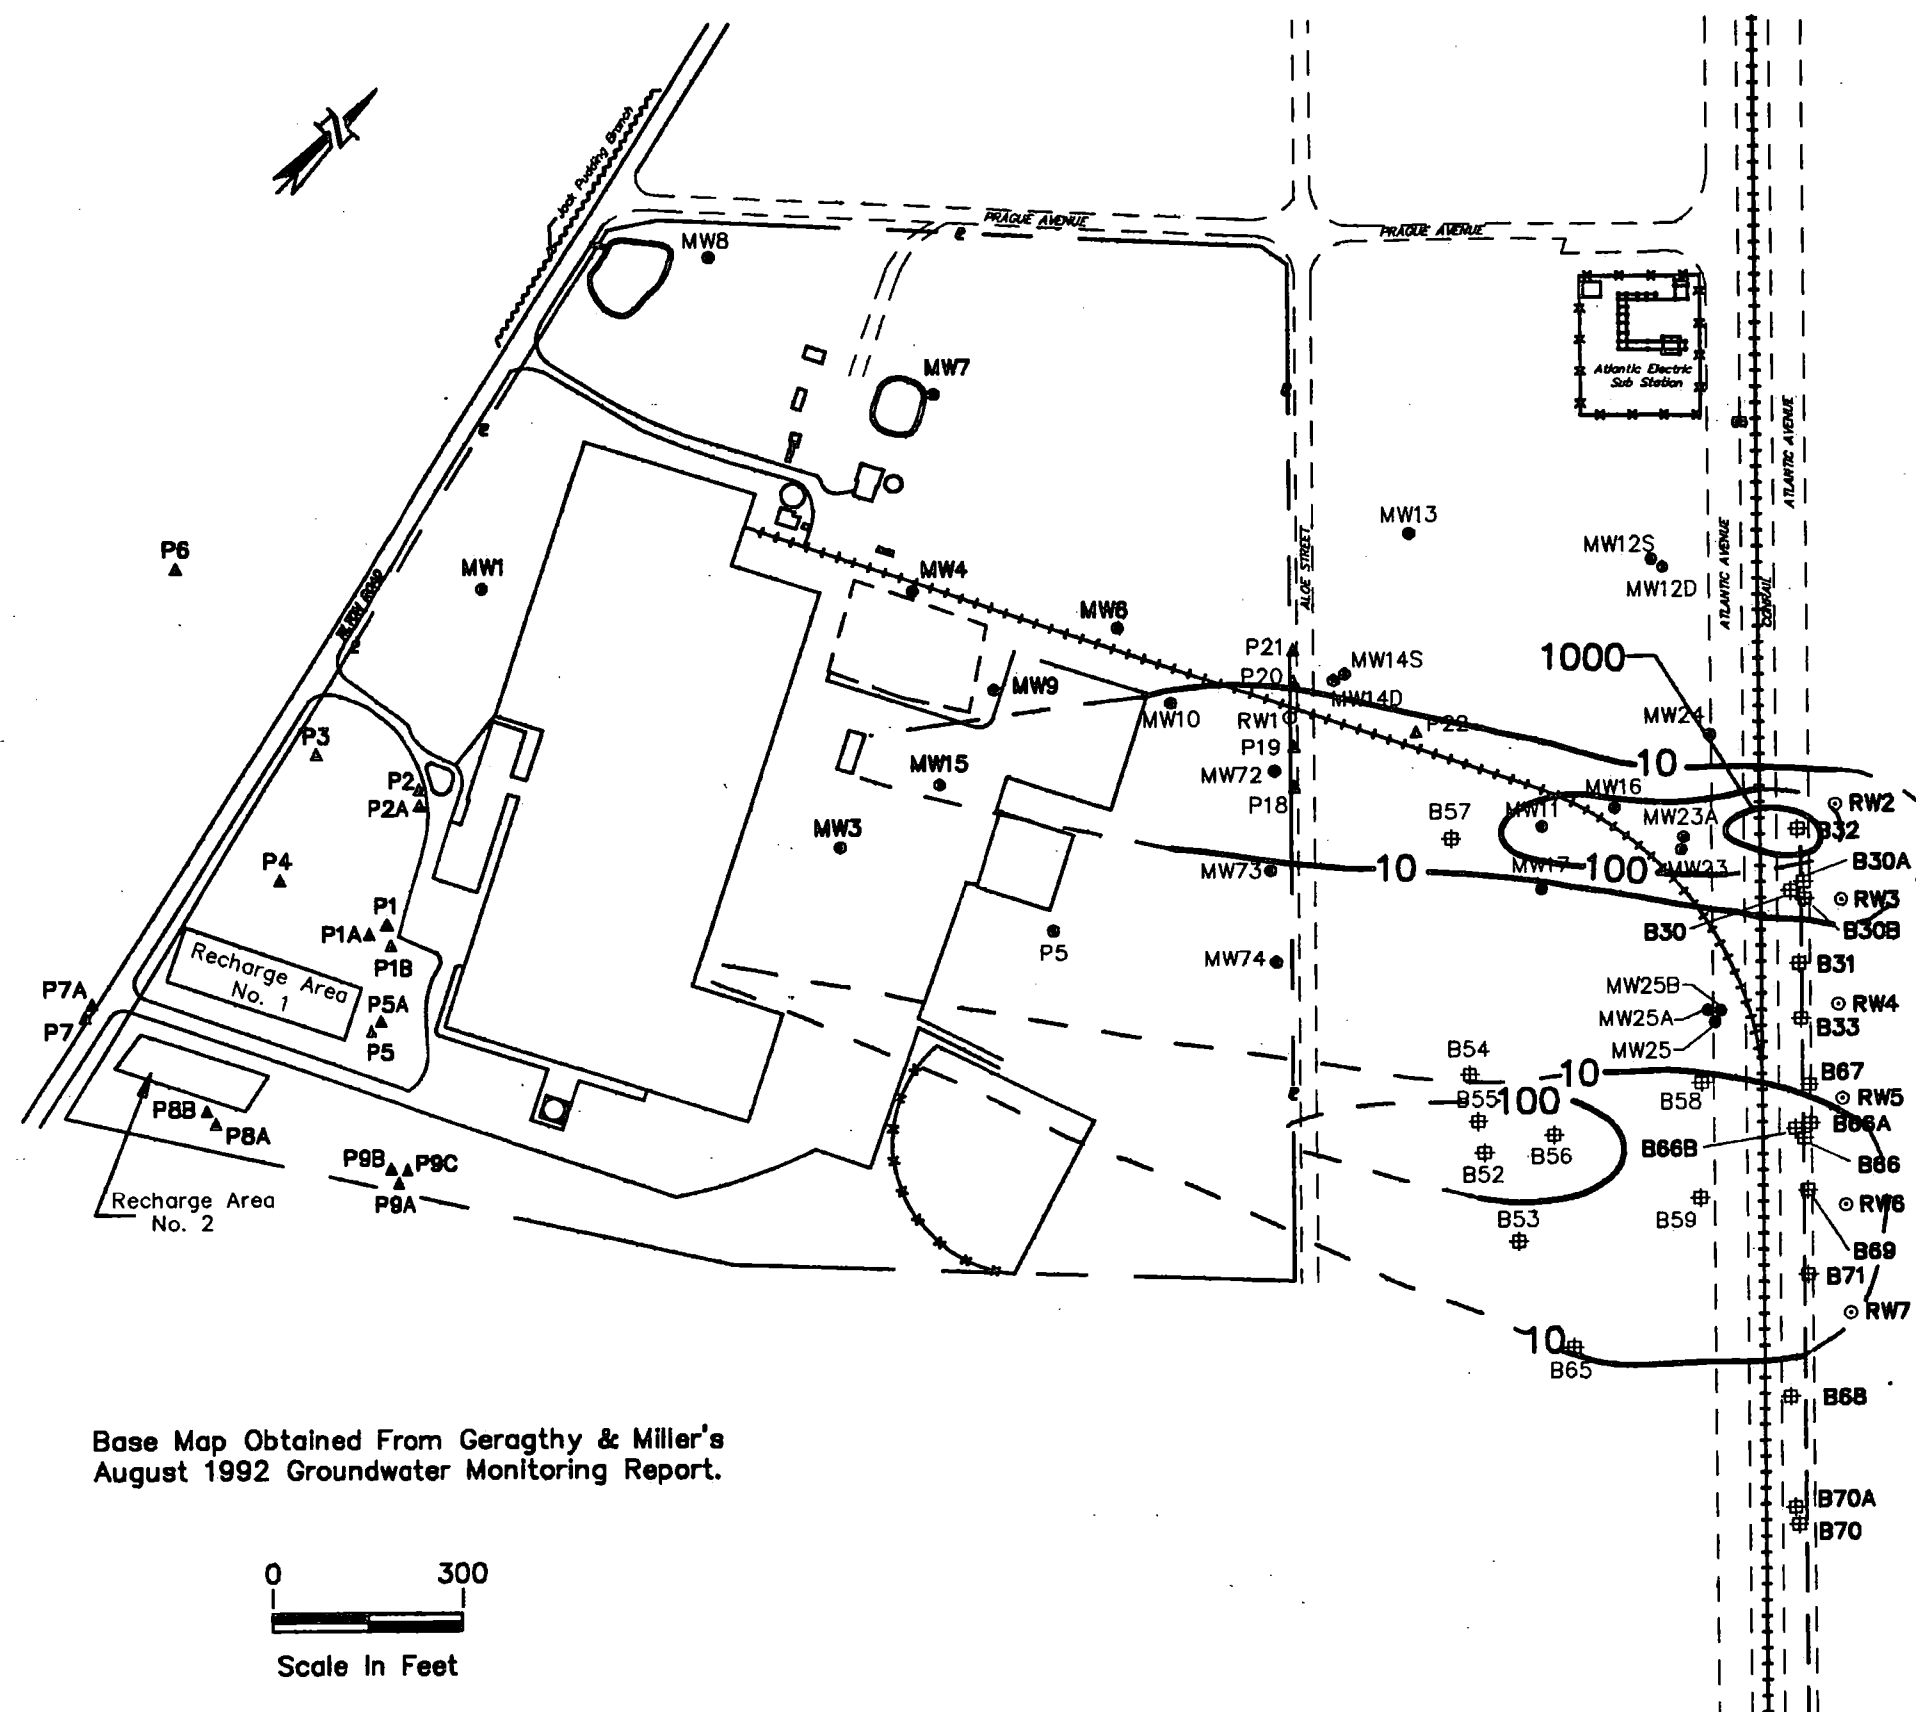 Jack Pudding Branch
MW8
PRAGUE AVENUE
PRAGUE AVENUE
MW7
Atlantic Electric
Sub Station
ATLANTIC AVENUE
MW13
MW12S
MW12D
ALOE STREET
ATLANTIC AVENUE
CONRAIL
P6
MW1
MW4
MW6
TILTON ROAD
P21
MW14S
P20
MW14D
1000
MW9
MW10
RW1
P22
MW24
P3
P19
10
MW15
MW72
P2
P2A
P18
B57
MW11
MW16
MW23A
RW2
B32
MW3
P4
MW73
10
MW17
100
MW23
B30A
RW3
P1
P1A
P1B
B30
B30B
Recharge Area
No. 1
P5
MW74
B31
P7A
P7
P5A
P5
MW25B
MW25A
MW25
RW4
B33
B54
10
B67
B55
100
B58
RW5
P8B
P8A
B66A
B66B
B66
B52
B56
P9B
P9C
P9A
Recharge Area
No. 2
B53
B59
RW6
B69
B71
RW7
10
B65
B68
Base Map Obtained From Geragthy & Miller's
August 1992 Groundwater Monitoring Report.
B70A
B70
0 300
Scale In Feet